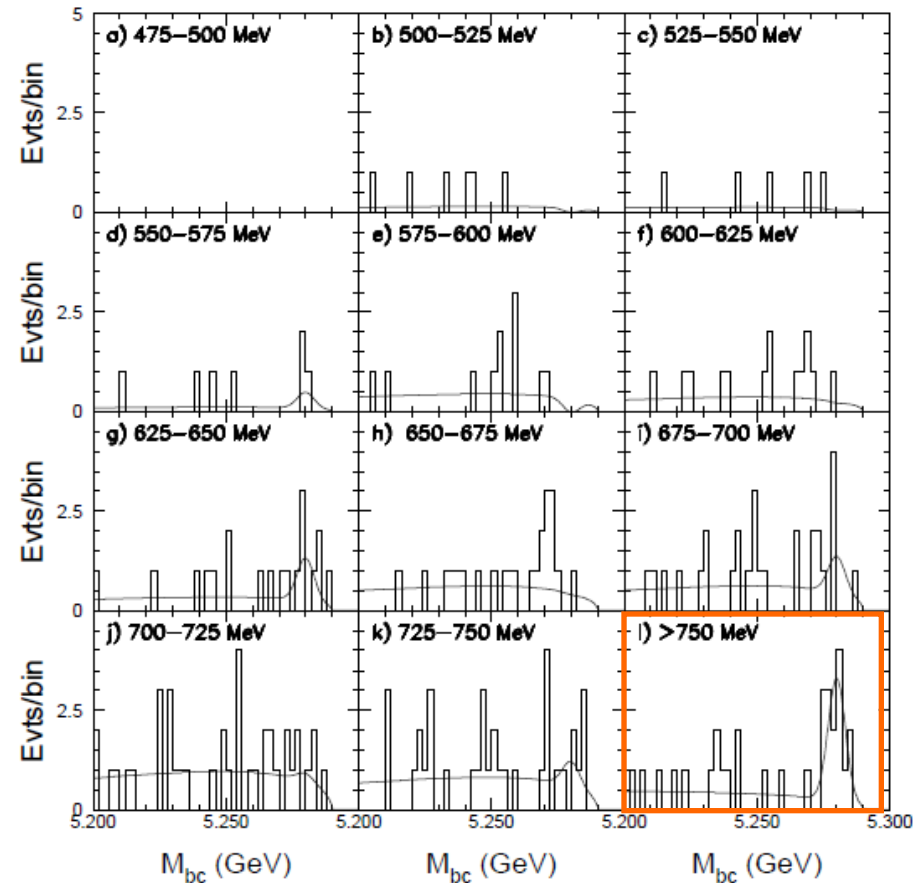 5
a) 475–500 MeV
b) 500–525 MeV
c) 525–550 MeV
Evts/bin
2.5
0
d) 550–575 MeV
e) 575–600 MeV
f) 600–625 MeV
Evts/bin
2.5
0
g) 625–650 MeV
h) 650–675 MeV
i) 675–700 MeV
Evts/bin
2.5
0
j) 700–725 MeV
k) 725–750 MeV
l) >750 MeV
Evts/bin
2.5
0
5.200 5.250 5.200 5.250 5.200 5.250 5.300
Mbc (GeV) Mbc (GeV) Mbc (GeV)